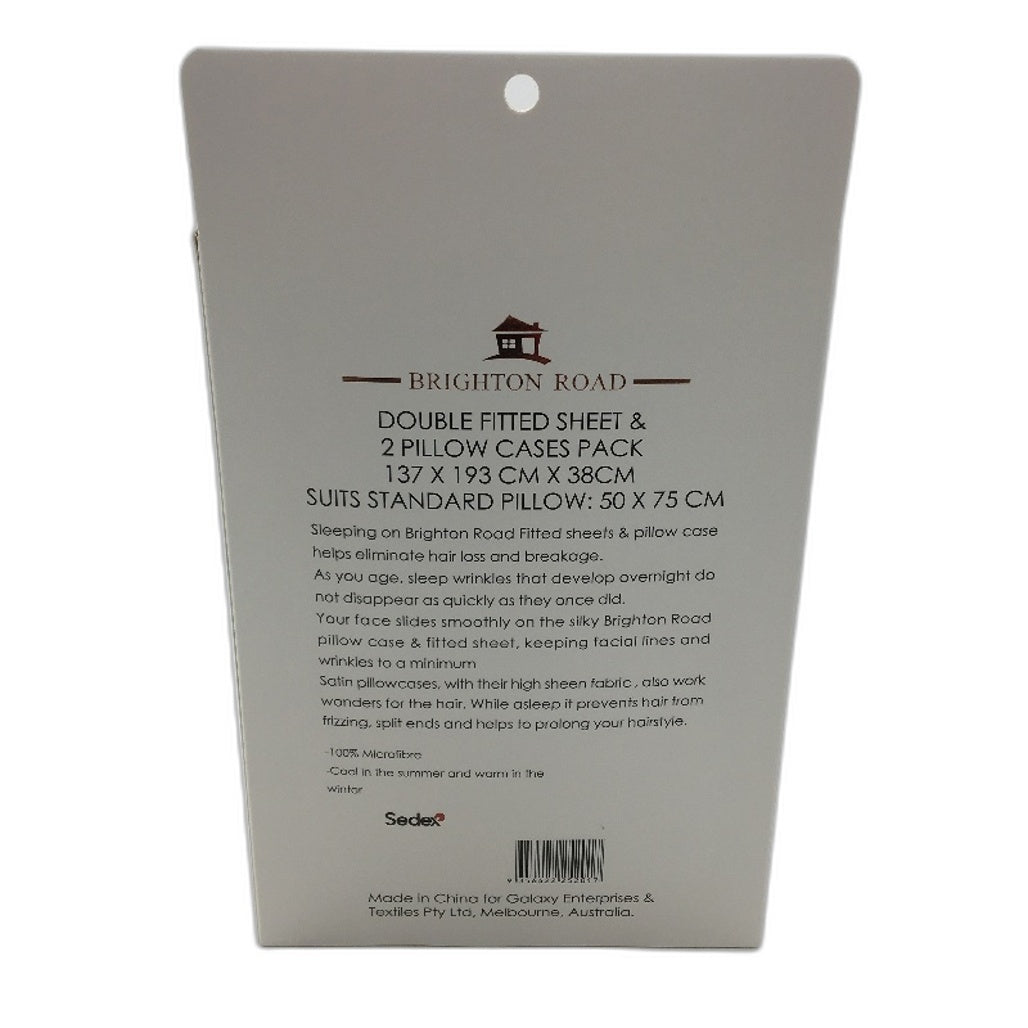 BRIGHTON ROAD
DOUBLE FITTED SHEET &
2 PILLOW CASES PACK
137 X 193 CM X 38CM
SUITS STANDARD PILLOW: 50 X 75 CM
Sleeping on Brighton Road Fitted sheets & pillow case
helps eliminate hair loss and breakage.
As you age, sleep wrinkles that develop overnight do
not disappear as quickly as they once did.
Your face slides smoothly on the silky Brighton Road
pillow case & fitted sheet, keeping facial lines and
wrinkles to a minimum
Satin pillowcases, with their high sheen fabric, also work
wonders for the hair. While asleep it prevents hair from
frizzing, split ends and helps to prolong your hairstyle.
-100% Microfibre
-Cool in the summer and warm in the
winter
Sedex
Made in China for Galaxy Enterprises &
Textiles Pty Ltd, Melbourne, Australia.